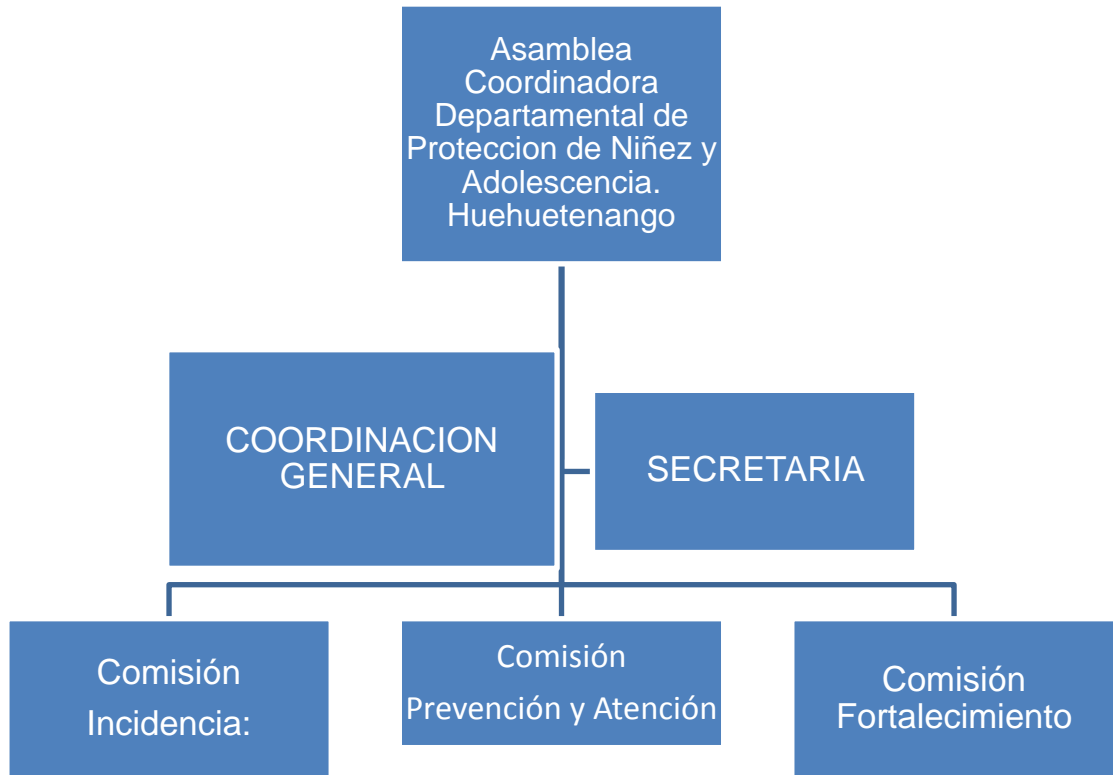 Asamblea
Coordinadora
Departamental de
Proteccion de Niñez y
Adolescencia.
Huehuetenango
COORDINACION
GENERAL
SECRETARIA
Comisión
Incidencia:
Comisión
Prevención y Atención
Comisión
Fortalecimiento